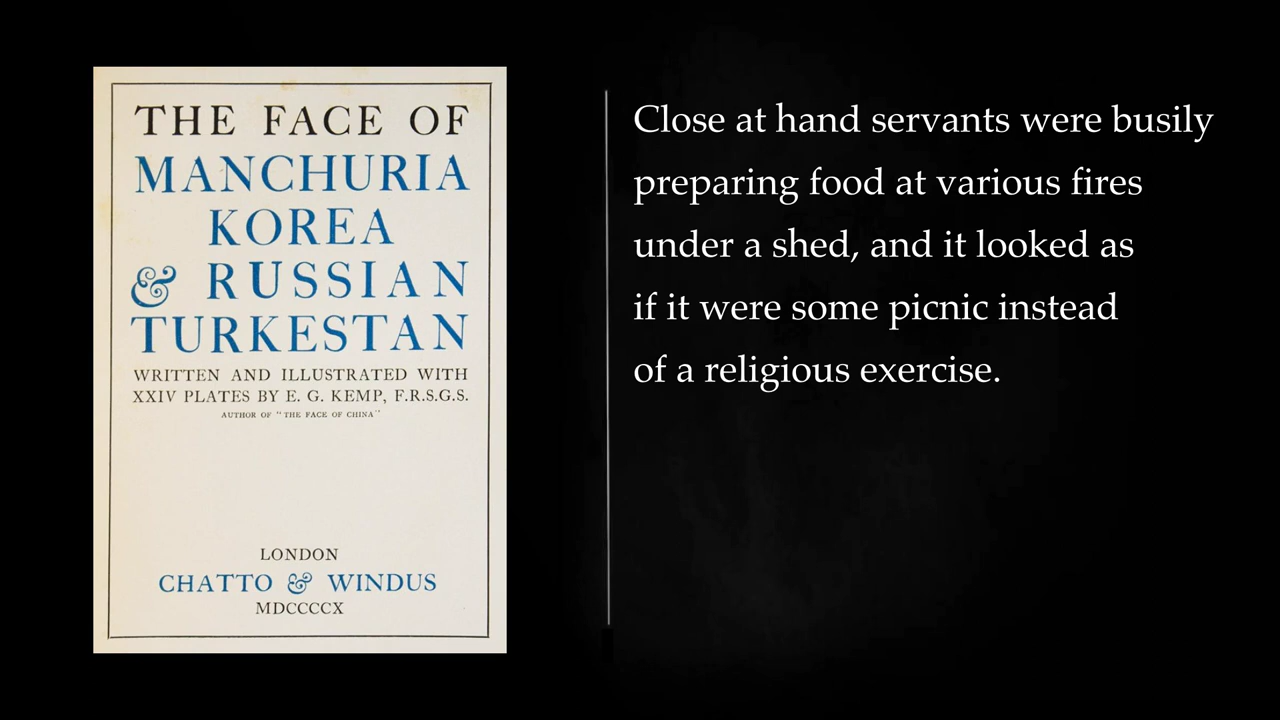 THE FACE OF
MANCHURIA
KOREA
& RUSSIAN
TURKESTAN
WRITTEN AND ILLUSTRATED WITH
XXIV PLATES BY E. G. KEMP, F.R.S.G.S.
AUTHOR OF "THE FACE OF CHINA"
LONDON
CHATTO & WINDUS
MDCCCCX
Close at hand servants were busily
preparing food at various fires
under a shed, and it looked as
if it were some picnic instead
of a religious exercise.